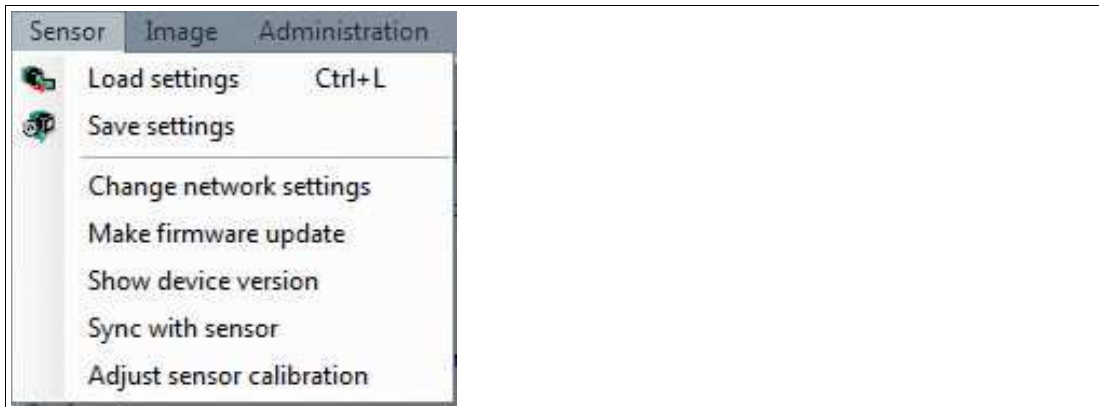 Sensor Image Administration
Load settings Ctrl+L
Save settings
Change network settings
Make firmware update
Show device version
Sync with sensor
Adjust sensor calibration